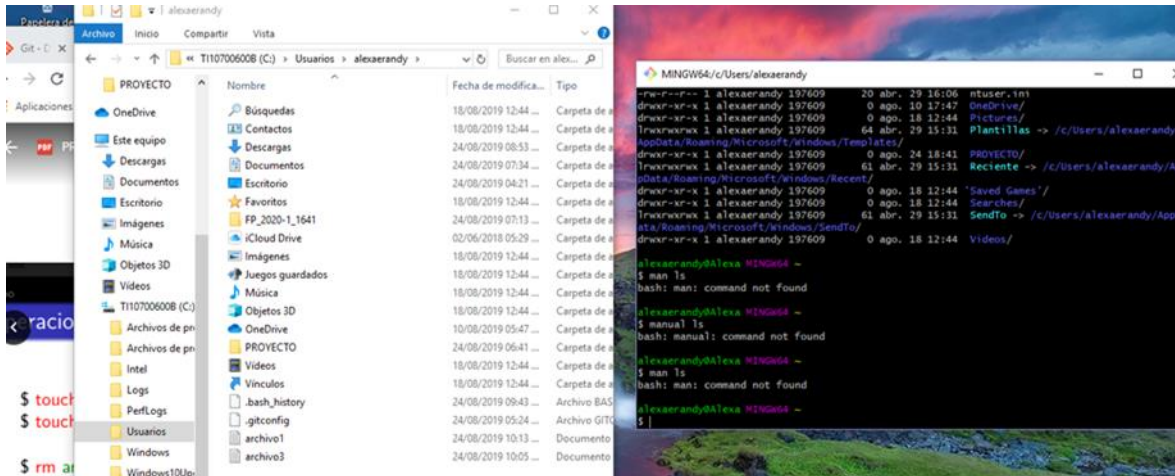 Papelera de
Git - D
Aplicaciones
PDF
eracio
$ touch
$ touch
$ rm ar
alexaerandy
Archivo Inicio Compartir Vista
« TI10700600B (C:) › Usuarios › alexaerandy ›
Buscar en alex...
PROYECTO
OneDrive
Este equipo
Descargas
Documentos
Escritorio
Imágenes
Música
Objetos 3D
Vídeos
TI10700600B (C:)
Archivos de pr
Archivos de pr
Intel
Logs
PerfLogs
Usuarios
Windows
Windows10Up
Nombre Fecha de modifica... Tipo
Búsquedas 18/08/2019 12:44 ... Carpeta de a
Contactos 18/08/2019 12:44 ... Carpeta de a
Descargas 24/08/2019 08:53 ... Carpeta de a
Documentos 24/08/2019 07:34 ... Carpeta de a
Escritorio 24/08/2019 04:21 ... Carpeta de a
Favoritos 18/08/2019 12:44 ... Carpeta de a
FP_2020-1_1641 24/08/2019 07:13 ... Carpeta de a
iCloud Drive 02/06/2018 05:29 ... Carpeta de a
Imágenes 18/08/2019 12:44 ... Carpeta de a
Juegos guardados 18/08/2019 12:44 ... Carpeta de a
Música 18/08/2019 12:44 ... Carpeta de a
Objetos 3D 18/08/2019 12:44 ... Carpeta de a
OneDrive 10/08/2019 05:47 ... Carpeta de a
PROYECTO 24/08/2019 06:41 ... Carpeta de a
Vídeos 18/08/2019 12:44 ... Carpeta de a
Vínculos 18/08/2019 12:44 ... Carpeta de a
.bash_history 24/08/2019 09:43 ... Archivo BAS
.gitconfig 24/08/2019 05:24 ... Archivo GITC
archivo1 24/08/2019 10:13 ... Documento
archivo3 24/08/2019 10:05 ... Documento
MINGW64:/c/Users/alexaerandy
-rw-r--r-- 1 alexaerandy 197609 20 abr. 29 16:06 ntuser.ini
drwxr-xr-x 1 alexaerandy 197609 0 ago. 10 17:47 OneDrive/
drwxr-xr-x 1 alexaerandy 197609 0 ago. 18 12:44 Pictures/
lrwxrwxrwx 1 alexaerandy 197609 64 abr. 29 15:31 Plantillas -> /c/Users/alexaerandy/
AppData/Roaming/Microsoft/Windows/Templates/
drwxr-xr-x 1 alexaerandy 197609 0 ago. 24 18:41 PROYECTO/
lrwxrwxrwx 1 alexaerandy 197609 61 abr. 29 15:31 Reciente -> /c/Users/alexaerandy/A
pData/Roaming/Microsoft/Windows/Recent/
drwxr-xr-x 1 alexaerandy 197609 0 ago. 18 12:44 'Saved Games'/
drwxr-xr-x 1 alexaerandy 197609 0 ago. 18 12:44 Searches/
lrwxrwxrwx 1 alexaerandy 197609 61 abr. 29 15:31 SendTo -> /c/Users/alexaerandy/App
ata/Roaming/Microsoft/Windows/SendTo/
drwxr-xr-x 1 alexaerandy 197609 0 ago. 18 12:44 Videos/
alexaerandy@Alexa MINGW64 ~
$ man ls
bash: man: command not found
alexaerandy@Alexa MINGW64 ~
$ manual ls
bash: manual: command not found
alexaerandy@Alexa MINGW64 ~
$ man ls
bash: man: command not found
alexaerandy@Alexa MINGW64 ~
$